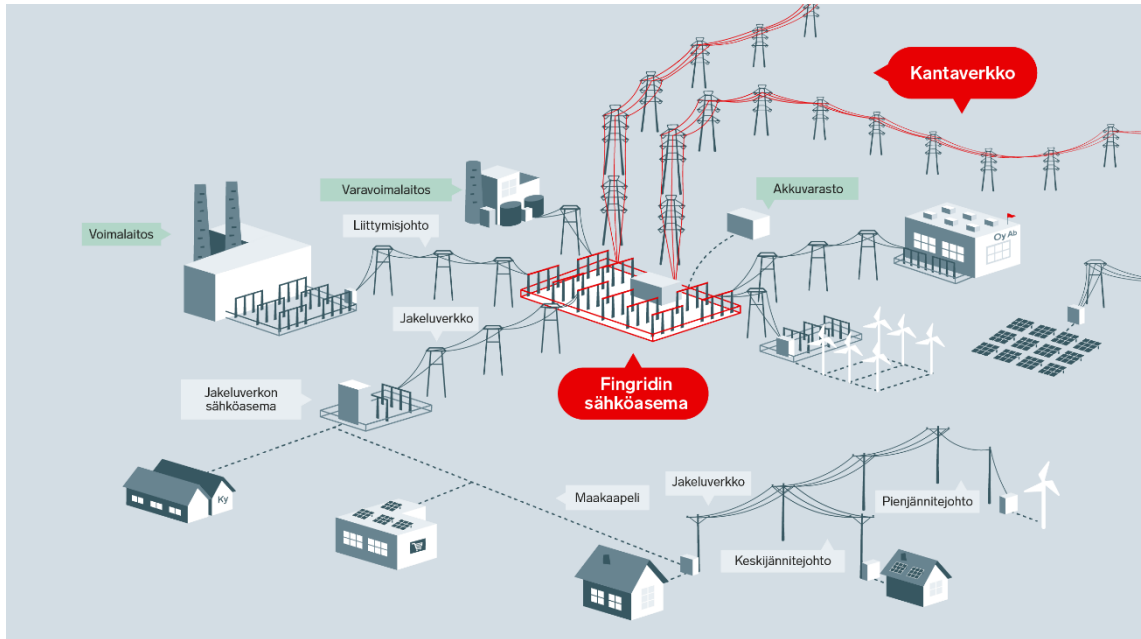 Kantaverkko
Varavoimalaitos
Akkuvarasto
Voimalaitos
Liittymisjohto
Oy Ab
Jakeluverkko
Fingridin
sähköasema
Jakeluverkon
sähköasema
Ky
Maakaapeli
Jakeluverkko
Pienjännitejohto
Keskijännitejohto